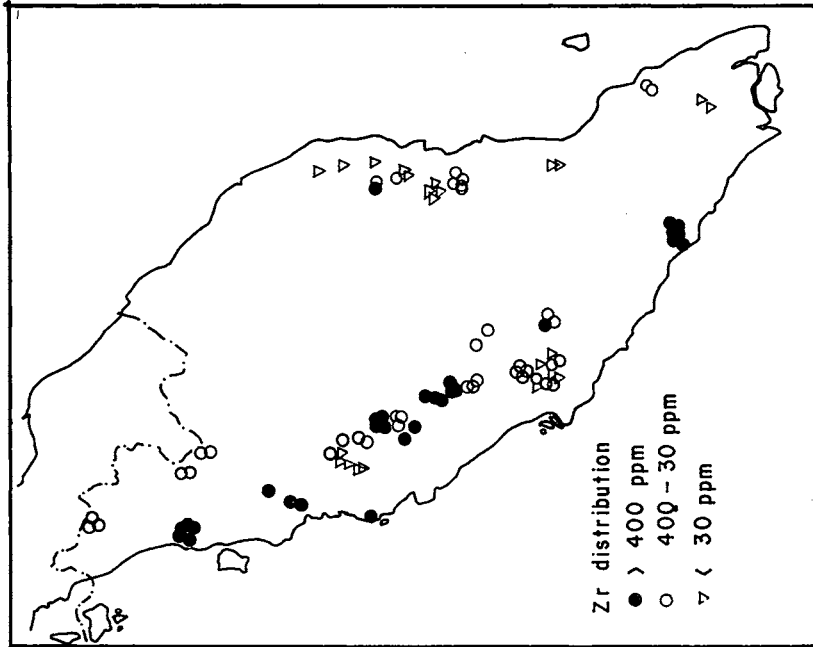 Zr distribution
● > 400 ppm
○ 400 - 30 ppm
▽ < 30 ppm